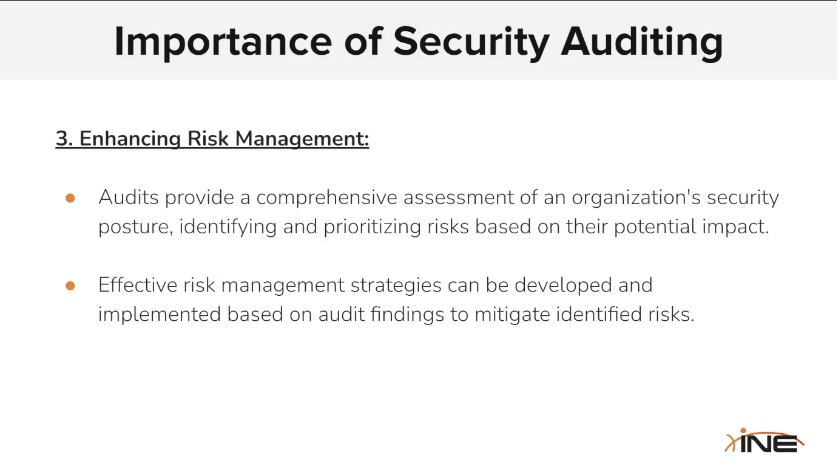 Importance of Security Auditing
3. Enhancing Risk Management:
● Audits provide a comprehensive assessment of an organization's security
posture, identifying and prioritizing risks based on their potential impact.
● Effective risk management strategies can be developed and
implemented based on audit findings to mitigate identified risks.
INE